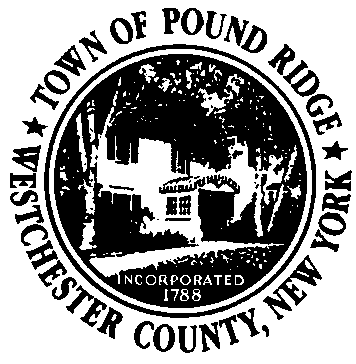 ★ TOWN OF POUND RIDGE ★
WESTCHESTER COUNTY, NEW YORK
INCORPORATED
1788